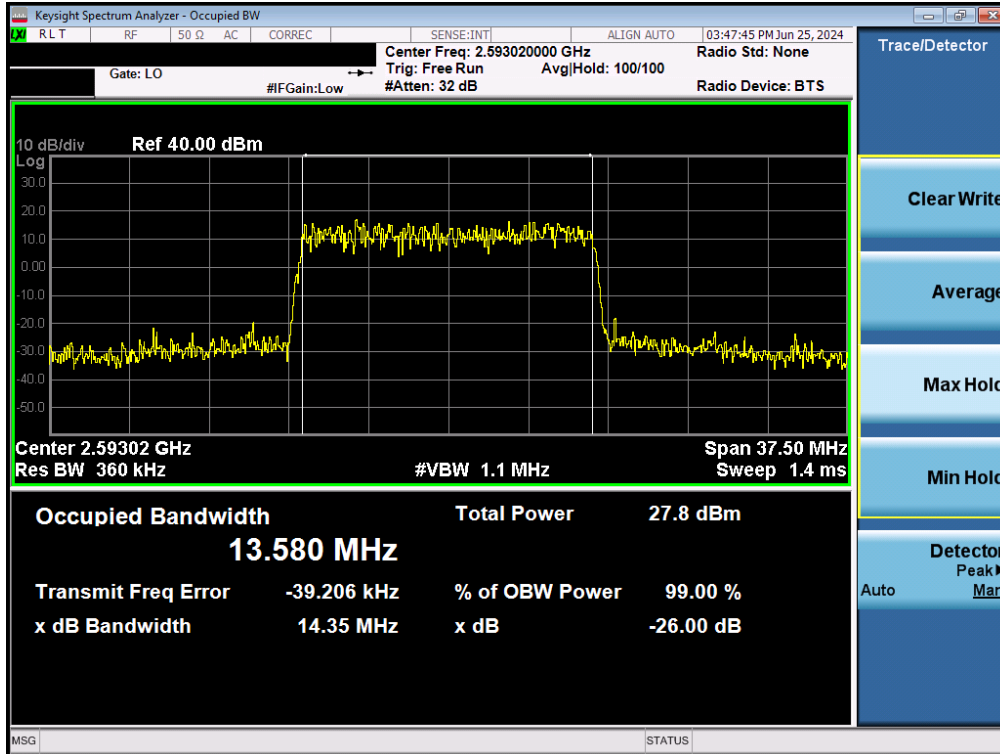 Keysight Spectrum Analyzer - Occupied BW
LXI RLT RF 50 Ω AC CORREC SENSE:INT ALIGN AUTO 03:47:45 PM Jun 25, 2024
Center Freq: 2.593020000 GHz Radio Std: None
Gate: LO Trig: Free Run Avg|Hold: 100/100
#IFGain:Low #Atten: 32 dB Radio Device: BTS
10 dB/div Ref 40.00 dBm
Log
30.0
20.0
10.0
0.00
-10.0
-20.0
-30.0
-40.0
-50.0
Center 2.59302 GHz Span 37.50 MHz
Res BW 360 kHz #VBW 1.1 MHz Sweep 1.4 ms
Occupied Bandwidth Total Power 27.8 dBm
13.580 MHz
Transmit Freq Error -39.206 kHz % of OBW Power 99.00 %
x dB Bandwidth 14.35 MHz x dB -26.00 dB
MSG STATUS
Trace/Detector
Clear Write
Average
Max Hold
Min Hold
Detector
Peak
Auto Man